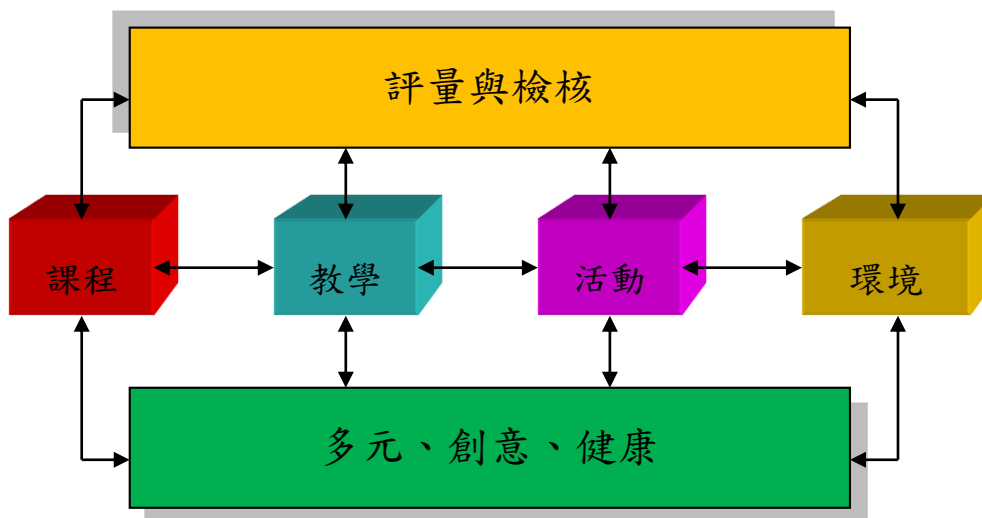 評量與檢核
課程
教學
活動
環境
多元、創意、健康